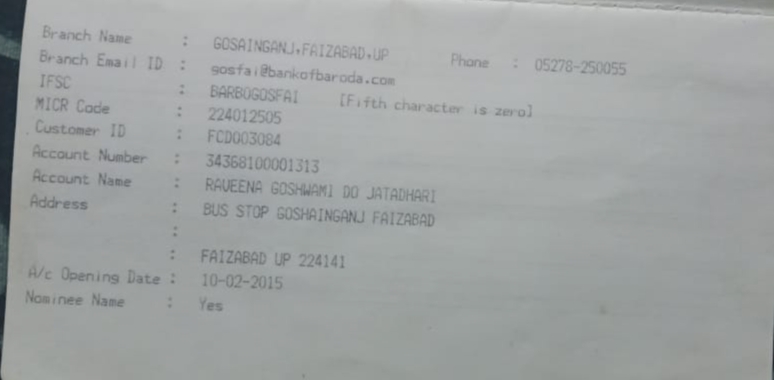 Branch Name : GOSAINGANJ,FAIZABAD,UP Phone : 05278-250055
Branch Email ID : gosfai@bankofbaroda.com
IFSC : BARB0GOSFAI [Fifth character is zero]
MICR Code : 224012505
Customer ID : FCD003084
Account Number : 34368100001313
Account Name : RAVEENA GOSHWAMI DO JATADHARI
Address : BUS STOP GOSHAINGANJ FAIZABAD
:
: FAIZABAD UP 224141
A/c Opening Date : 10-02-2015
Nominee Name : Yes